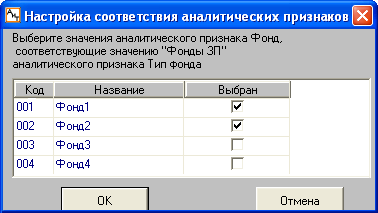 Настройка соответствия аналитических признаков
Выберите значения аналитического признака Фонд,
соответствующие значению "Фонды ЗП"
аналитического признака Тип фонда
Код Название Выбран
001 Фонд1
002 Фонд2
003 Фонд3
004 Фонд4
OK Отмена